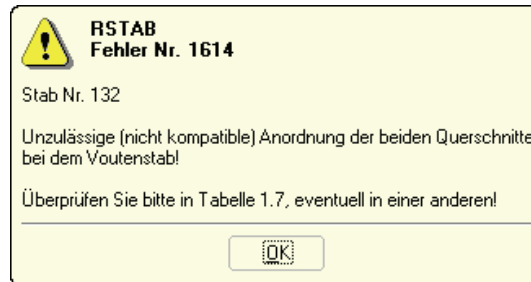 RSTAB
Fehler Nr. 1614
Stab Nr. 132
Unzulässige (nicht kompatible) Anordnung der beiden Querschnitte
bei dem Voutenstab!
Überprüfen Sie bitte in Tabelle 1.7, eventuell in einer anderen!
OK